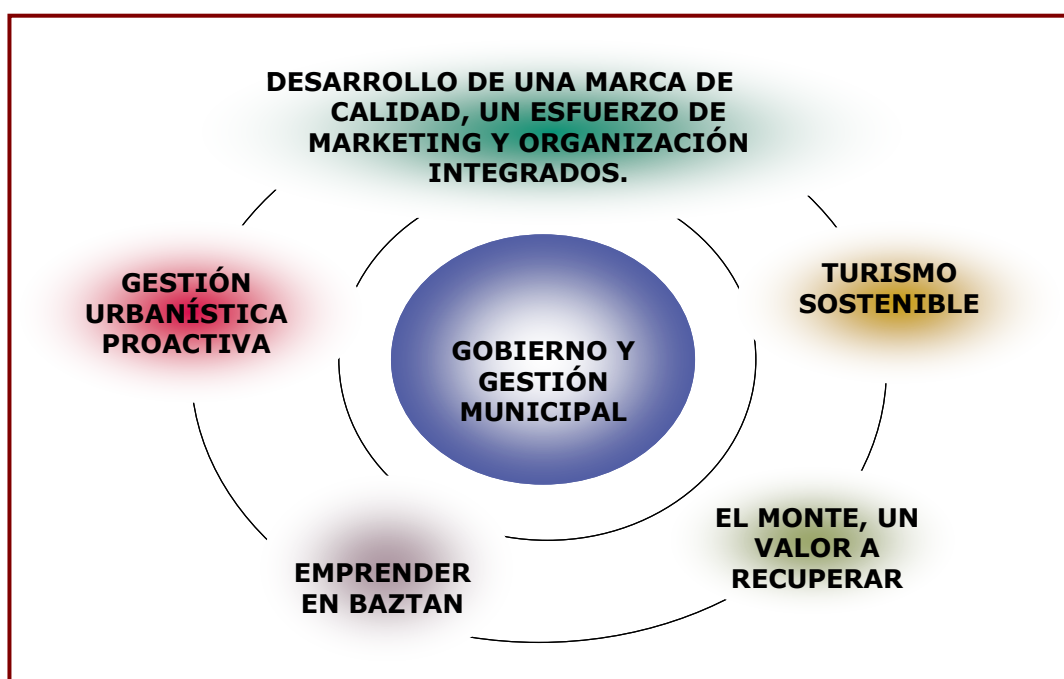 DESARROLLO DE UNA MARCA DE
CALIDAD, UN ESFUERZO DE
MARKETING Y ORGANIZACIÓN
INTEGRADOS.
GESTIÓN
URBANÍSTICA
PROACTIVA
TURISMO
SOSTENIBLE
GOBIERNO Y
GESTIÓN
MUNICIPAL
EL MONTE, UN
VALOR A
RECUPERAR
EMPRENDER
EN BAZTAN